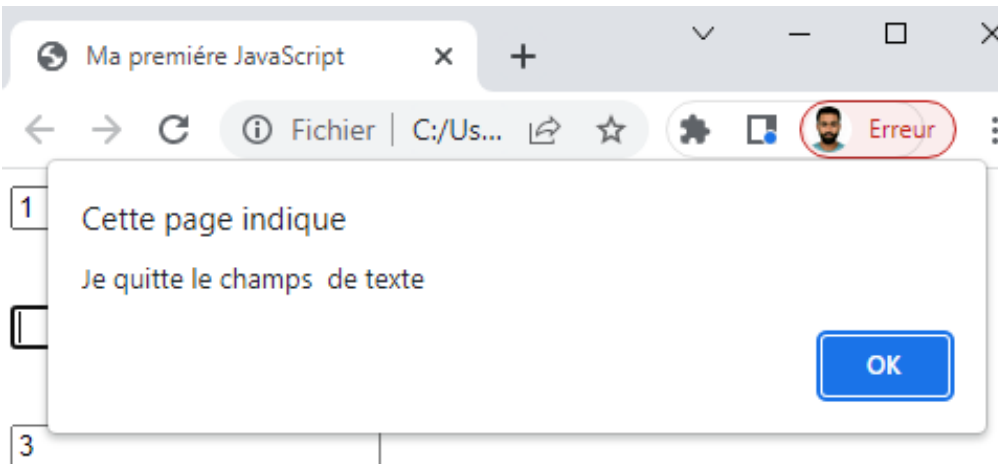 Ma premiére JavaScript
Fichier | C:/Us... Erreur
1
Cette page indique
Je quitte le champs  de texte
OK
3